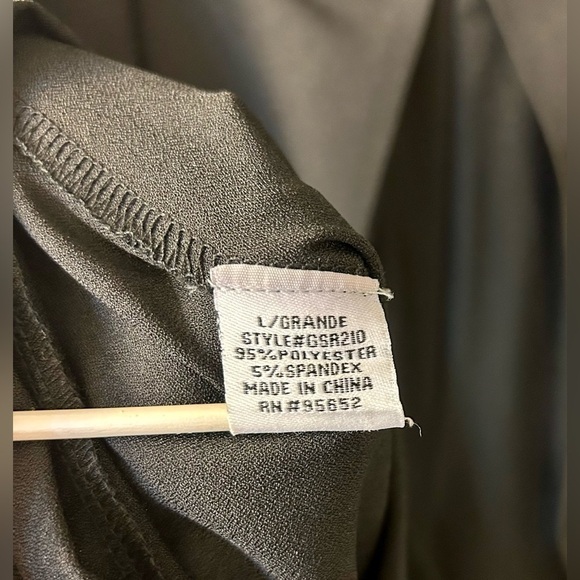 L/GRANDE
STYLE#GSR210
95%POLYESTER
5%SPANDEX
MADE IN CHINA
RN #95652